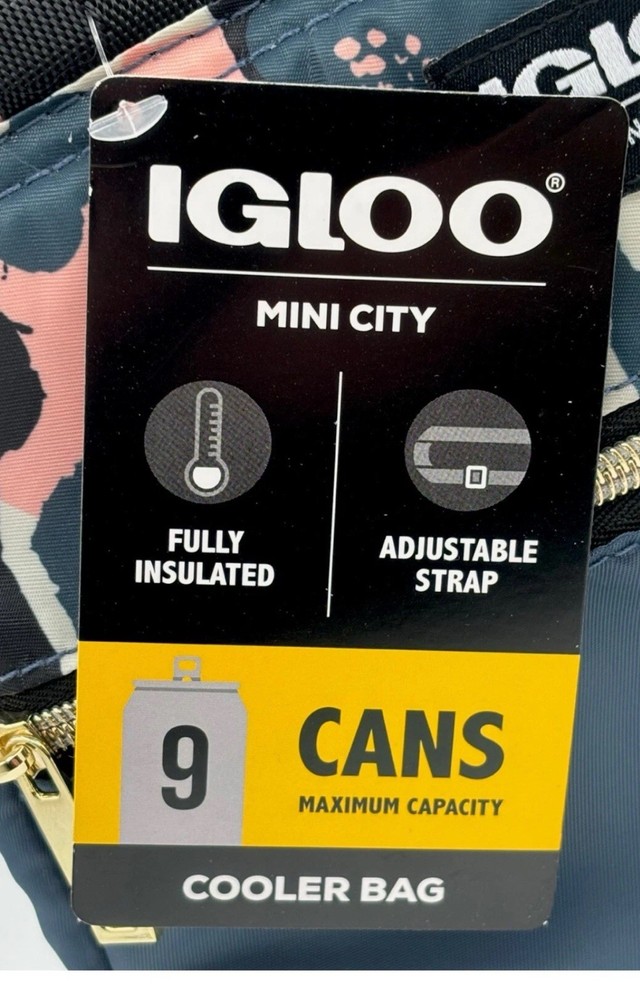 IGLOO®
MINI CITY
FULLY
INSULATED
ADJUSTABLE
STRAP
9
CANS
MAXIMUM CAPACITY
COOLER BAG